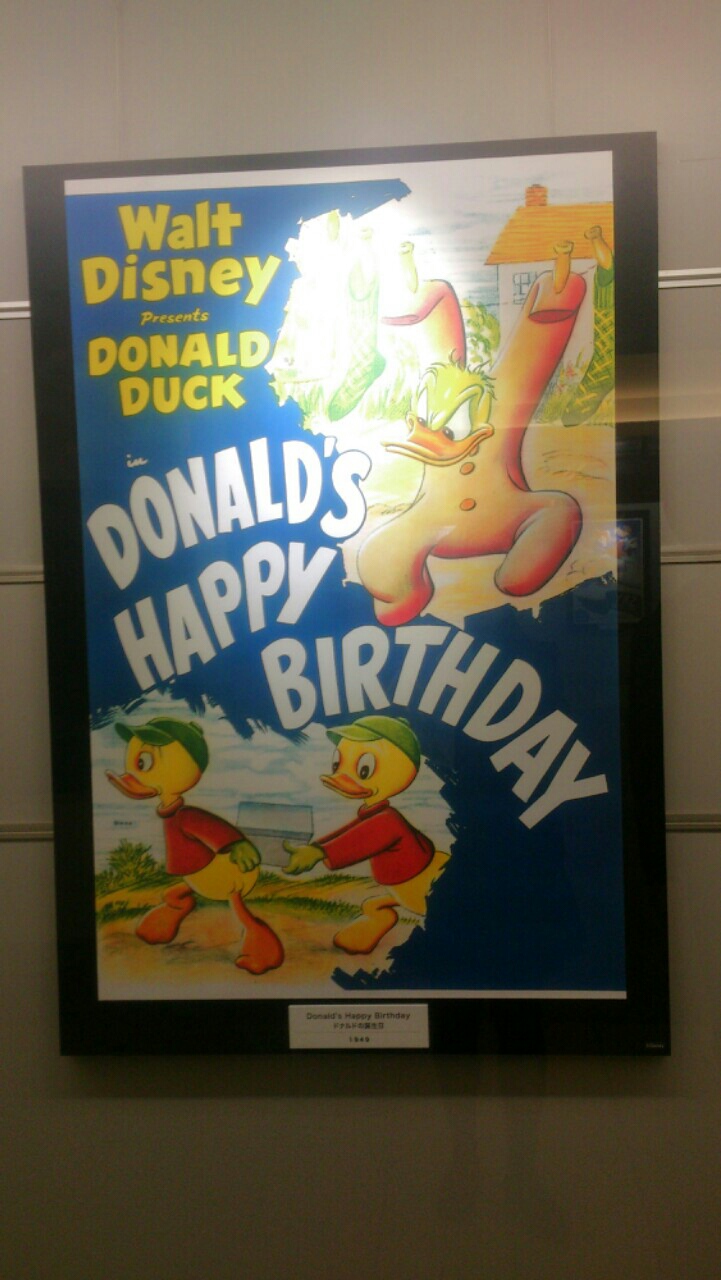 Walt
Disney
Presents
DONALD
DUCK
in
DONALD'S
HAPPY
BIRTHDAY
Donald's Happy Birthday
ドナルドの誕生日
1949